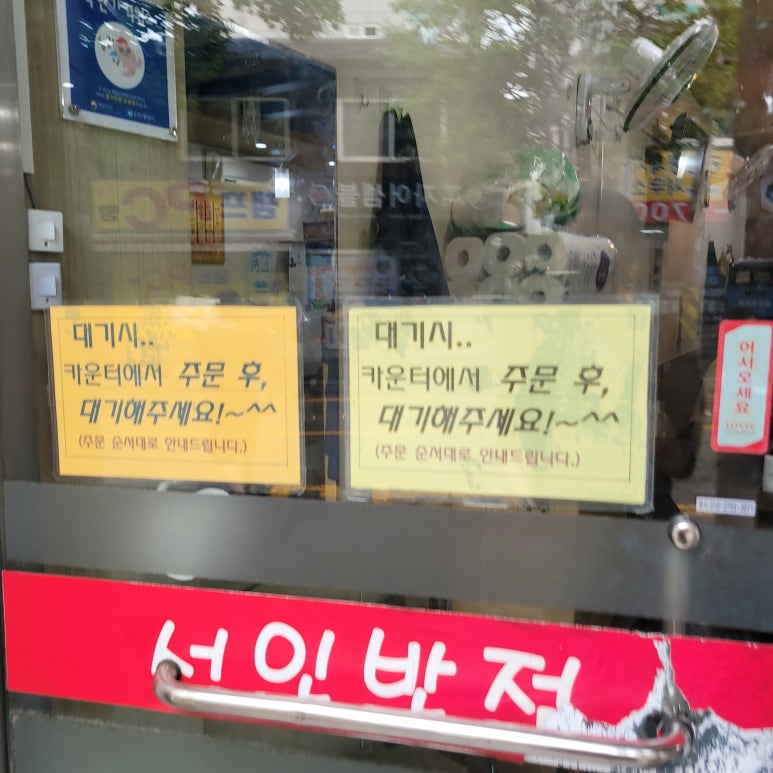 대기시..
카운터에서 주문 후,
대기해주세요!~^^
(주문 순서대로 안내드립니다.)
대기시..
카운터에서 주문 후,
대기해주세요!~^^
(주문 순서대로 안내드립니다.)
어서오세요
서인반점